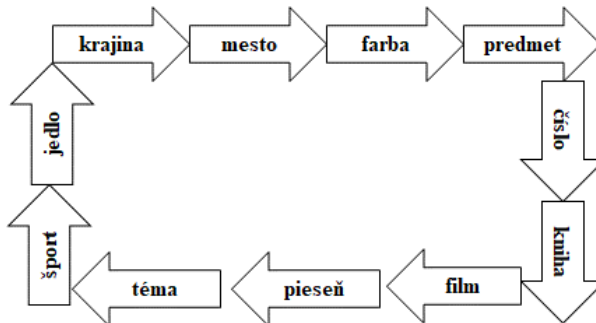 krajina
mesto
farba
predmet
číslo
kniha
film
pieseň
téma
šport
jedlo